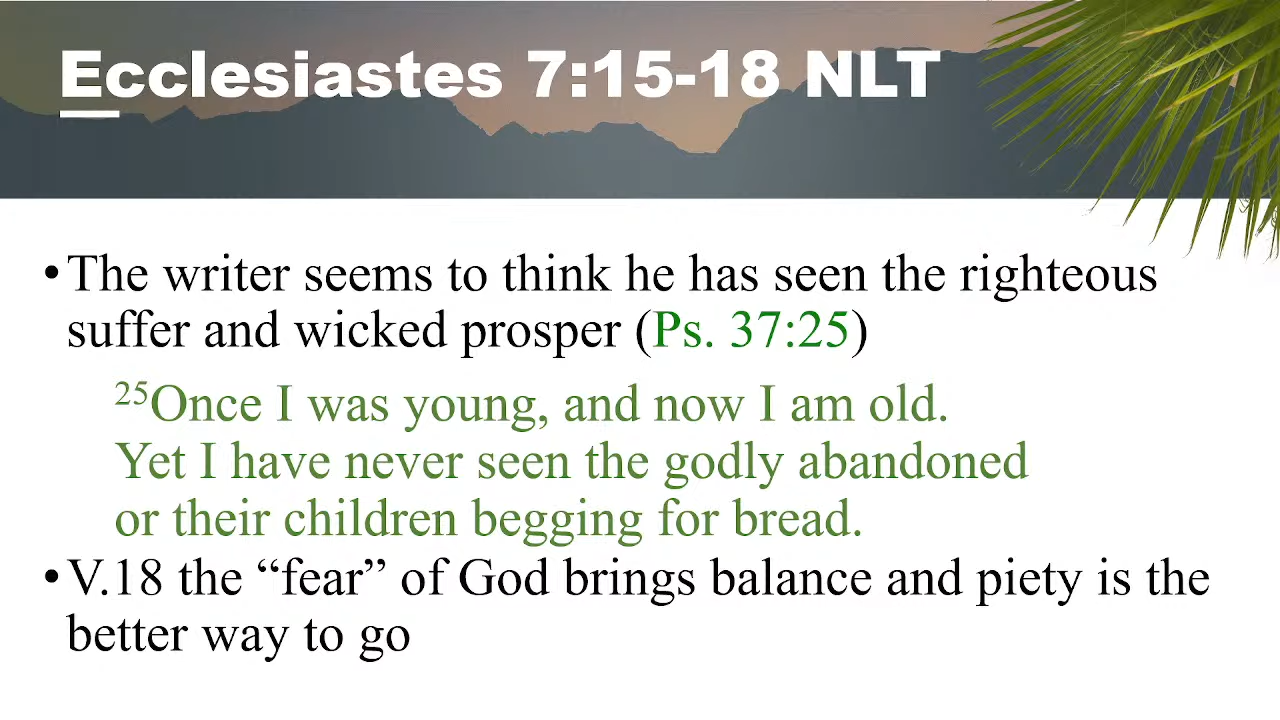 Ecclesiastes 7:15-18 NLT
•The writer seems to think he has seen the righteous
suffer and wicked prosper (Ps. 37:25)
²⁵Once I was young, and now I am old.
Yet I have never seen the godly abandoned
or their children begging for bread.
•V.18 the “fear” of God brings balance and piety is the
better way to go